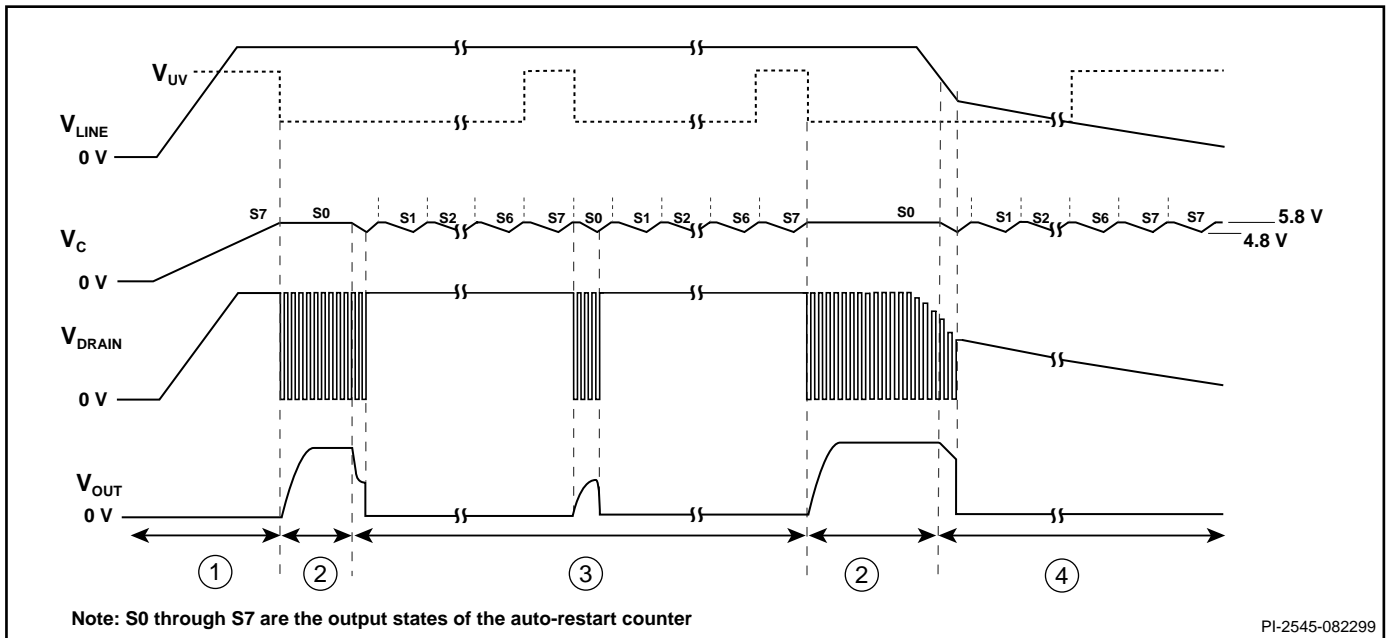 V_UV
V_LINE
0 V
S7 S0 S1 S2 S6 S7 S0 S1 S2 S6 S7 S0 S1 S2 S6 S7 S7 5.8 V
V_C
4.8 V
0 V
V_DRAIN
0 V
V_OUT
0 V
1 2 3 2 4
Note: S0 through S7 are the output states of the auto-restart counter
PI-2545-082299